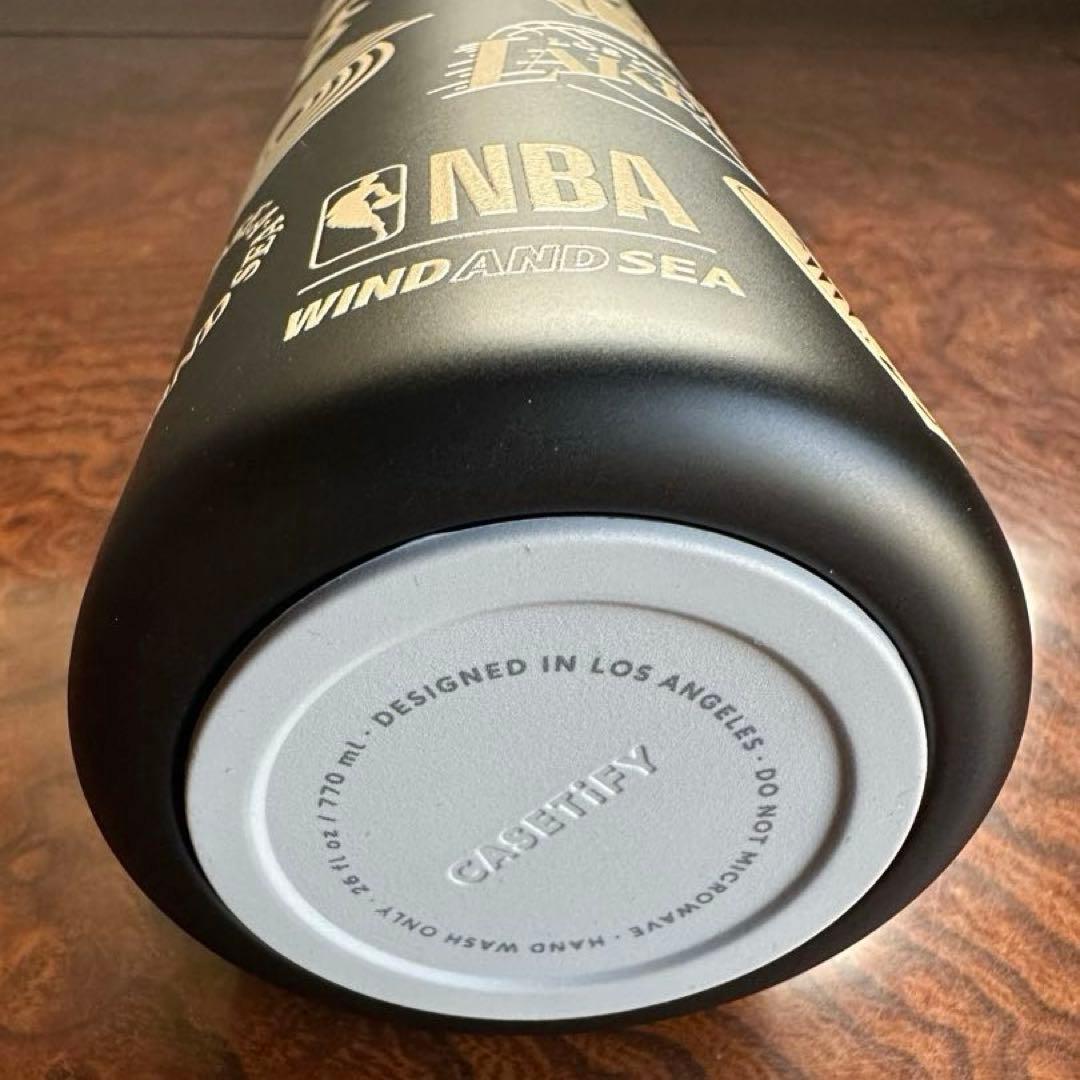 LAKE
NBA
WIND AND SEA
DESIGNED IN LOS ANGELES · DO NOT MICROWAVE · HAND WASH ONLY · 26 fl oz / 770 ml ·
CASETiFY